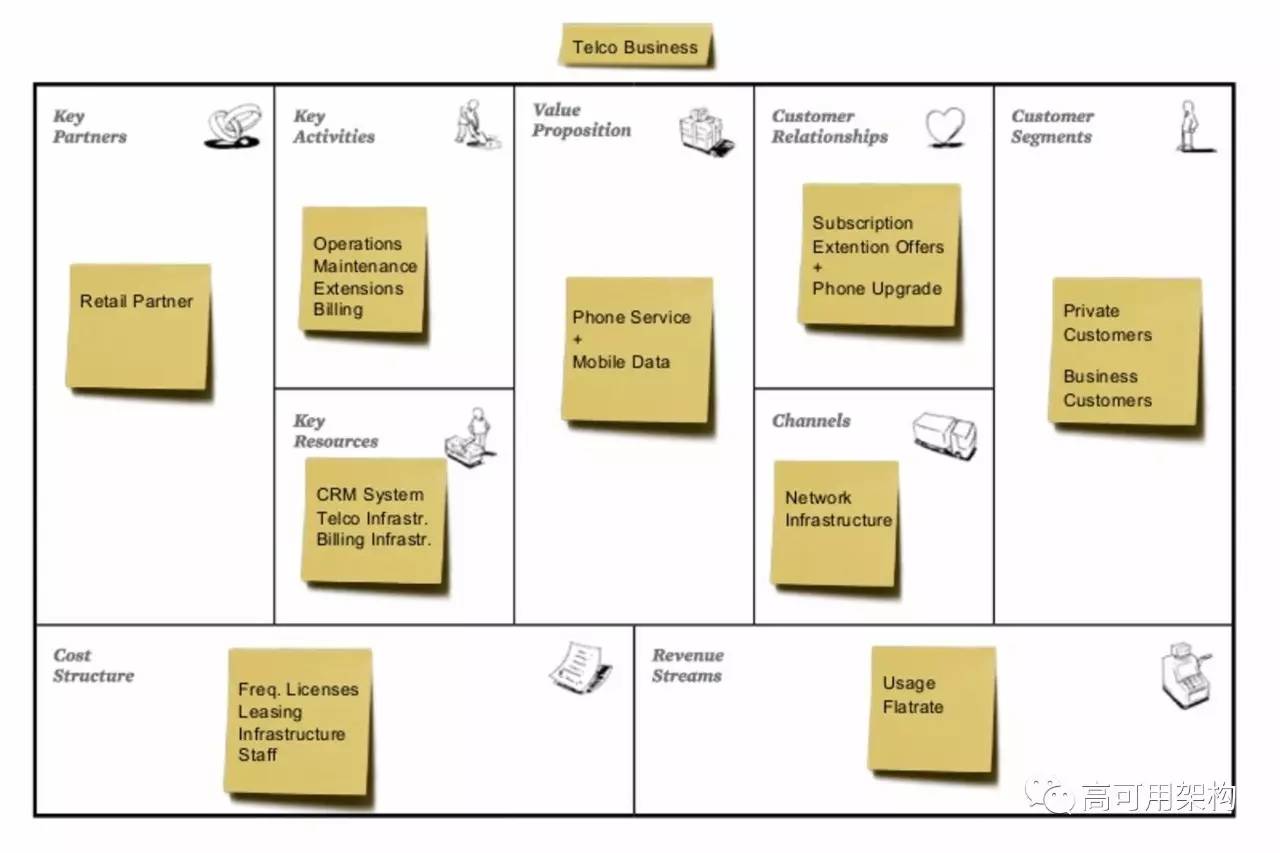 Telco Business
Key
Partners
Retail Partner
Key
Activities
Operations
Maintenance
Extensions
Billing
Key
Resources
CRM System
Telco Infrastr.
Billing Infrastr.
Value
Proposition
Phone Service
+
Mobile Data
Customer
Relationships
Subscription
Extention Offers
+
Phone Upgrade
Channels
Network
Infrastructure
Customer
Segments
Private
Customers
Business
Customers
Cost
Structure
Freq. Licenses
Leasing
Infrastructure
Staff
Revenue
Streams
Usage
Flatrate
高可用架构